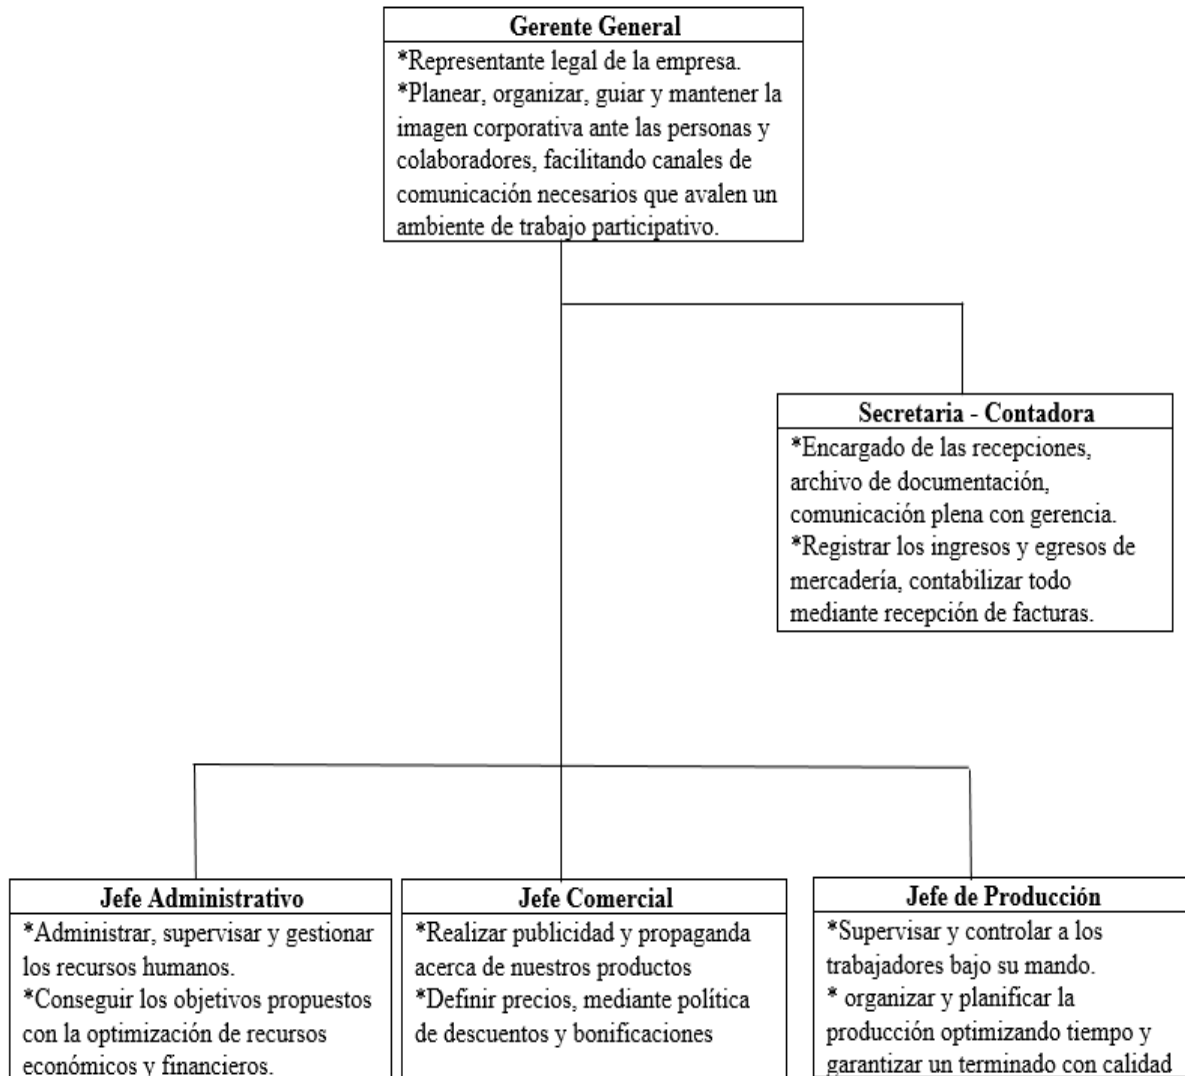 Gerente General
*Representante legal de la empresa.
*Planear, organizar, guiar y mantener la
imagen corporativa ante las personas y
colaboradores, facilitando canales de
comunicación necesarios que avalen un
ambiente de trabajo participativo.
Secretaria - Contadora
*Encargado de las recepciones,
archivo de documentación,
comunicación plena con gerencia.
*Registrar los ingresos y egresos de
mercadería, contabilizar todo
mediante recepción de facturas.
Jefe Administrativo
*Administrar, supervisar y gestionar
los recursos humanos.
*Conseguir los objetivos propuestos
con la optimización de recursos
económicos y financieros.
Jefe Comercial
*Realizar publicidad y propaganda
acerca de nuestros productos
*Definir precios, mediante política
de descuentos y bonificaciones
Jefe de Producción
*Supervisar y controlar a los
trabajadores bajo su mando.
* organizar y planificar la
producción optimizando tiempo y
garantizar un terminado con calidad